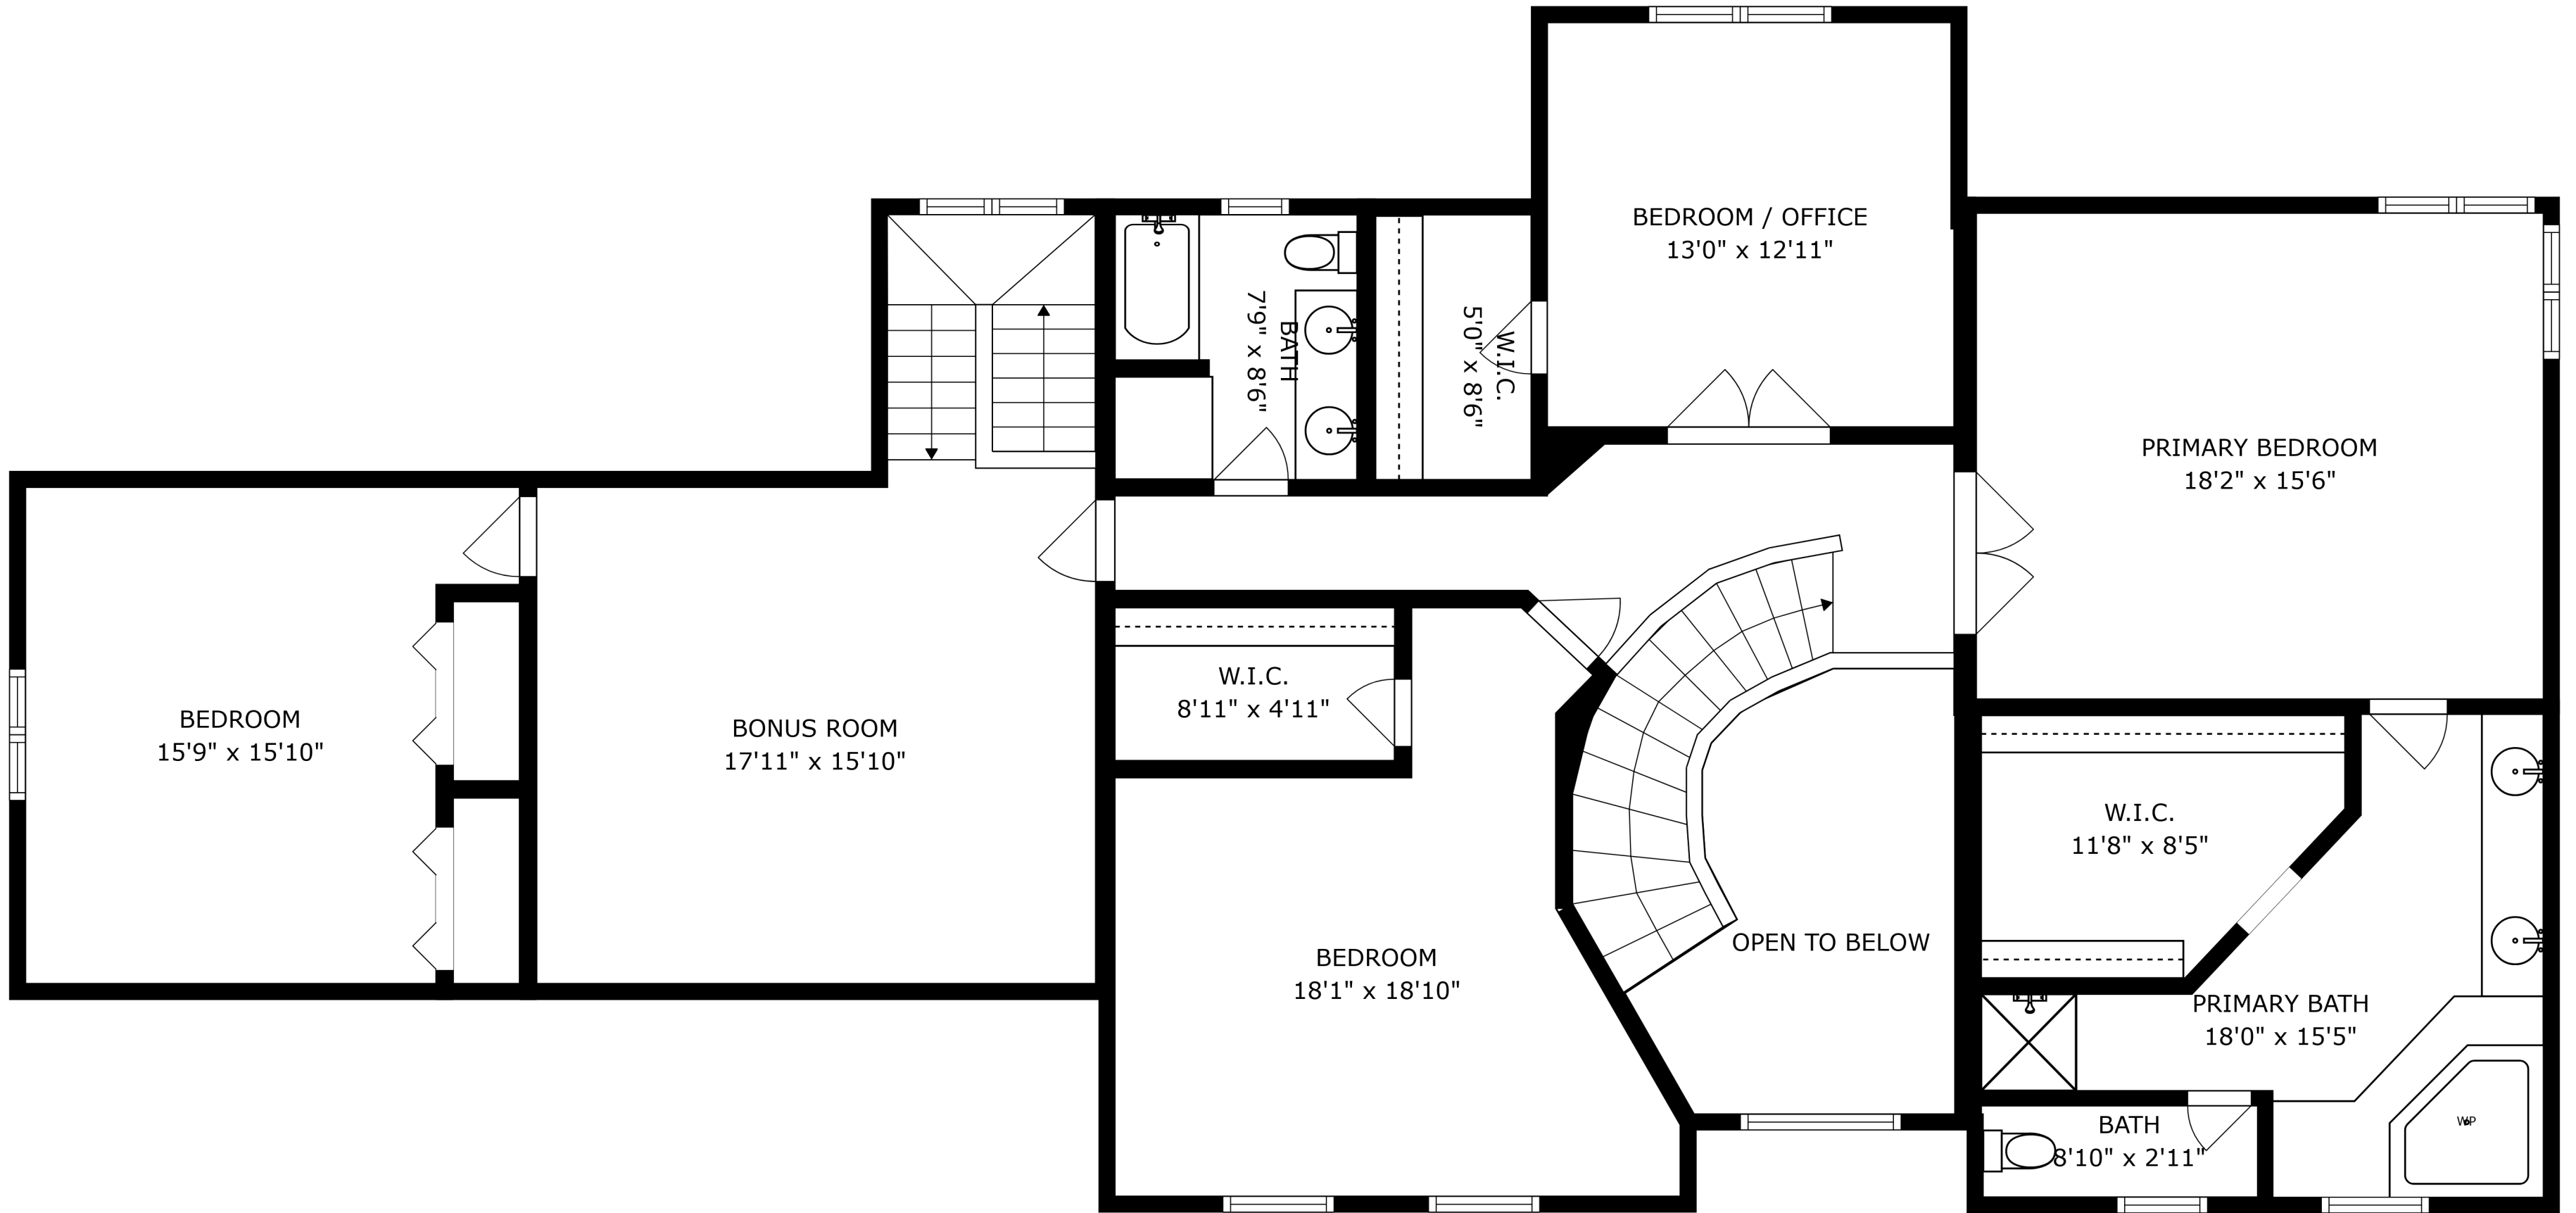 BEDROOM / OFFICE
13'0" x 12'11"
BATH
7'9" x 8'6"
W.I.C.
5'0" x 8'6"
PRIMARY BEDROOM
18'2" x 15'6"
BEDROOM
15'9" x 15'10"
BONUS ROOM
17'11" x 15'10"
W.I.C.
8'11" x 4'11"
W.I.C.
11'8" x 8'5"
BEDROOM
18'1" x 18'10"
OPEN TO BELOW
PRIMARY BATH
18'0" x 15'5"
BATH
8'10" x 2'11"
WP